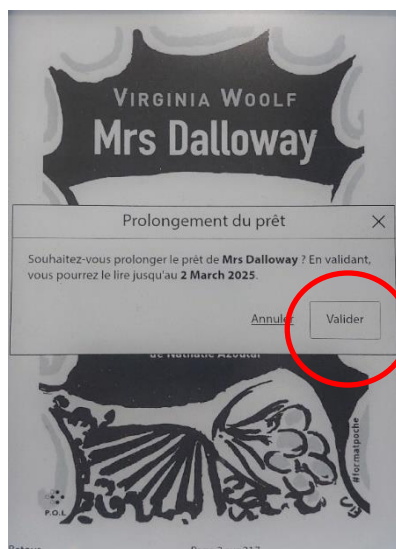 VIRGINIA WOOLF
Mrs Dalloway
Prolongement du prêt
Souhaitez-vous prolonger le prêt de Mrs Dalloway ? En validant,
vous pourrez le lire jusqu'au 2 March 2025.
Annuler Valider
de Nathalie Azoulai
#formatpoche
P.O.L